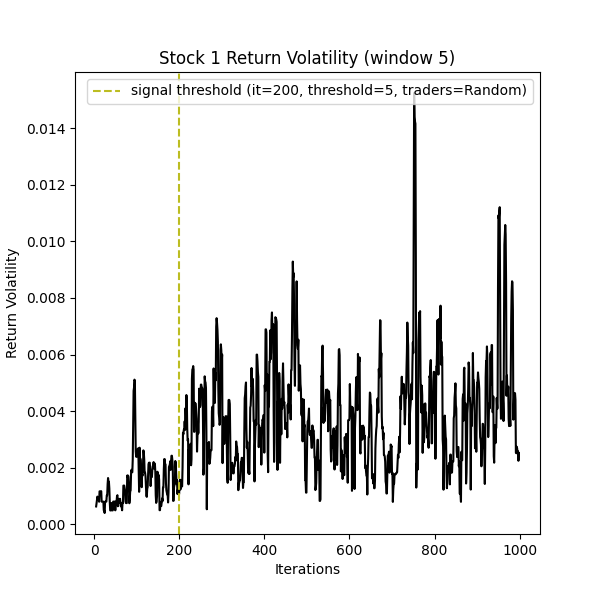 Stock 1 Return Volatility (window 5)
signal threshold (it=200, threshold=5, traders=Random)
0.014
0.012
0.010
0.008
0.006
0.004
0.002
0.000
Return Volatility
0 200 400 600 800 1000
Iterations